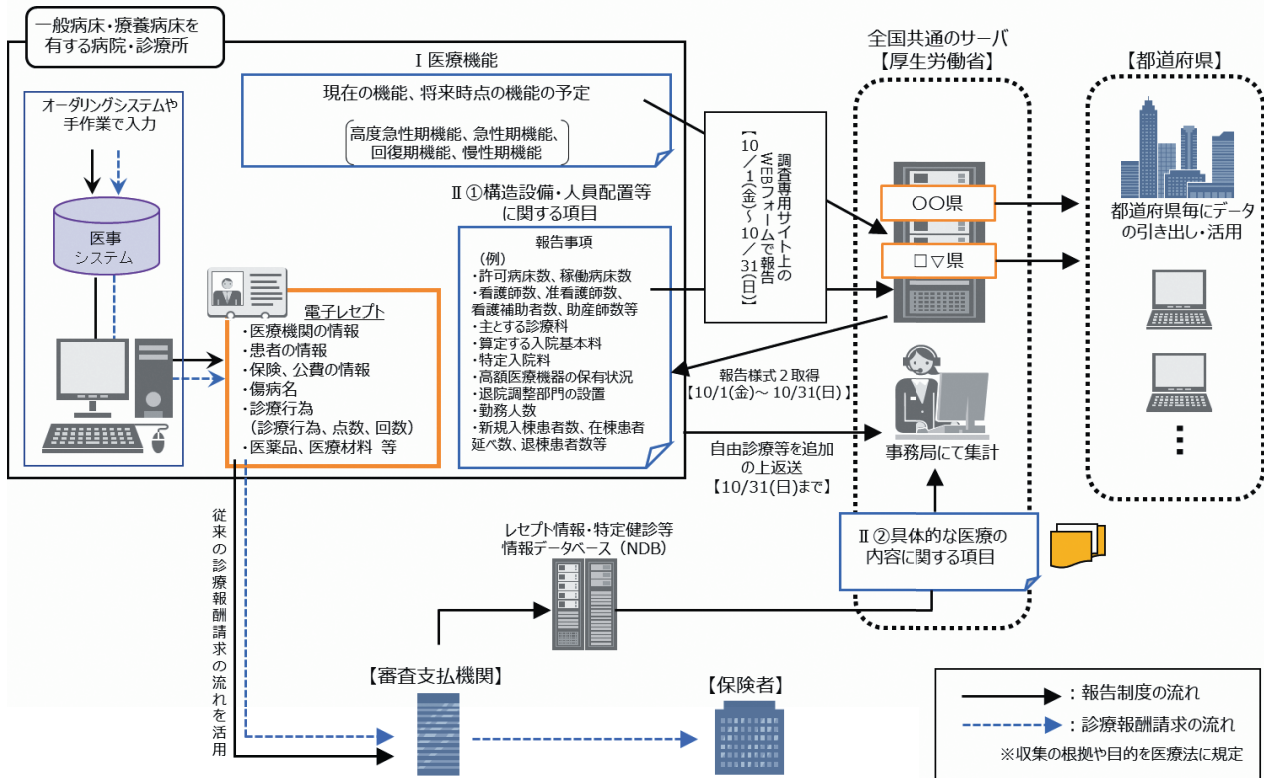 一般病床・療養病床を
有する病院・診療所
オーダリングシステムや
手作業で入力
医事
システム
電子レセプト
・医療機関の情報
・患者の情報
・保険、公費の情報
・傷病名
・診療行為
（診療行為、点数、回数）
・医薬品、医療材料 等
Ⅰ 医療機能
現在の機能、将来時点の機能の予定
高度急性期機能、急性期機能、
回復期機能、慢性期機能
Ⅱ ①構造設備・人員配置等
に関する項目
報告事項
（例）
・許可病床数、稼働病床数
・看護師数、准看護師数、
看護補助者数、助産師数等
・主とする診療科
・算定する入院基本料
・特定入院料
・高額医療機器の保有状況
・退院調整部門の設置
・勤務人数
・新規入棟患者数、在棟患者
延べ数、退棟患者数等
調査専用サイト上の
WEBフォームで報告
【10/1(金)～10/31(日)】
報告様式２取得
【10/1(金)～ 10/31(日)】
自由診療等を追加
の上返送
【10/31(日)まで】
全国共通のサーバ
【厚生労働省】
〇〇県
□▽県
事務局にて集計
Ⅱ ②具体的な医療の
内容に関する項目
【都道府県】
都道府県毎にデータ
の引き出し・活用
従来の診療報酬請求の流れを活用
レセプト情報・特定健診等
情報データベース（NDB）
【審査支払機関】
【保険者】
：報告制度の流れ
：診療報酬請求の流れ
※収集の根拠や目的を医療法に規定